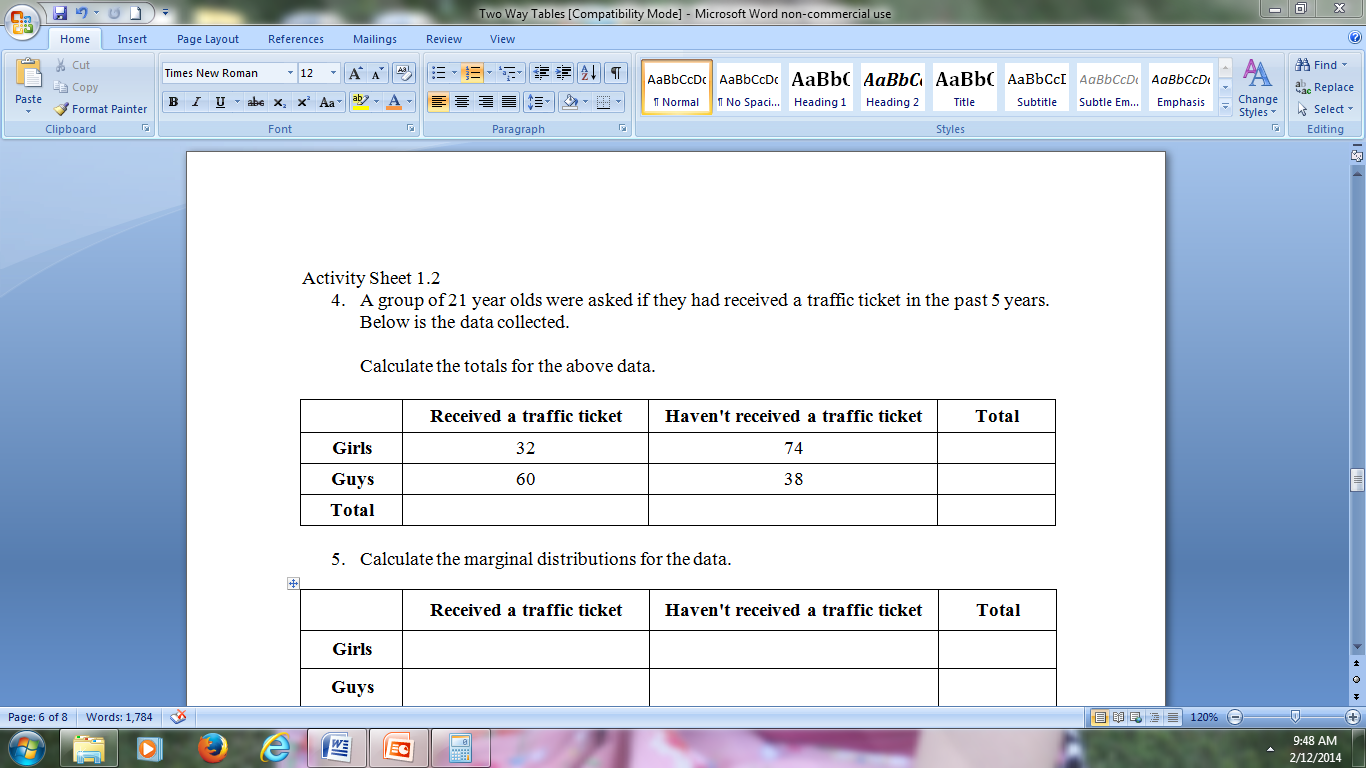 Two Way Tables [Compatibility Mode] - Microsoft Word non-commercial use
Home Insert Page Layout References Mailings Review View
Paste
Cut
Copy
Format Painter
Clipboard
Times New Roman 12
B I U abe x₂ x² Aa
Font
Paragraph
AaBbCcDc AaBbCcDc AaBbC AaBbCc AaBbC AaBbCcI AaBbCcDc AaBbCcDc
¶ Normal ¶ No Spaci... Heading 1 Heading 2 Title Subtitle Subtle Em... Emphasis
Change Styles
Styles
Find
Replace
Select
Editing
Activity Sheet 1.2
4. A group of 21 year olds were asked if they had received a traffic ticket in the past 5 years.
Below is the data collected.
Calculate the totals for the above data.
Received a traffic ticket Haven't received a traffic ticket Total
Girls 32 74
Guys 60 38
Total
5. Calculate the marginal distributions for the data.
Received a traffic ticket Haven't received a traffic ticket Total
Girls
Guys
Page: 6 of 8 Words: 1,784 120%
9:48 AM
2/12/2014